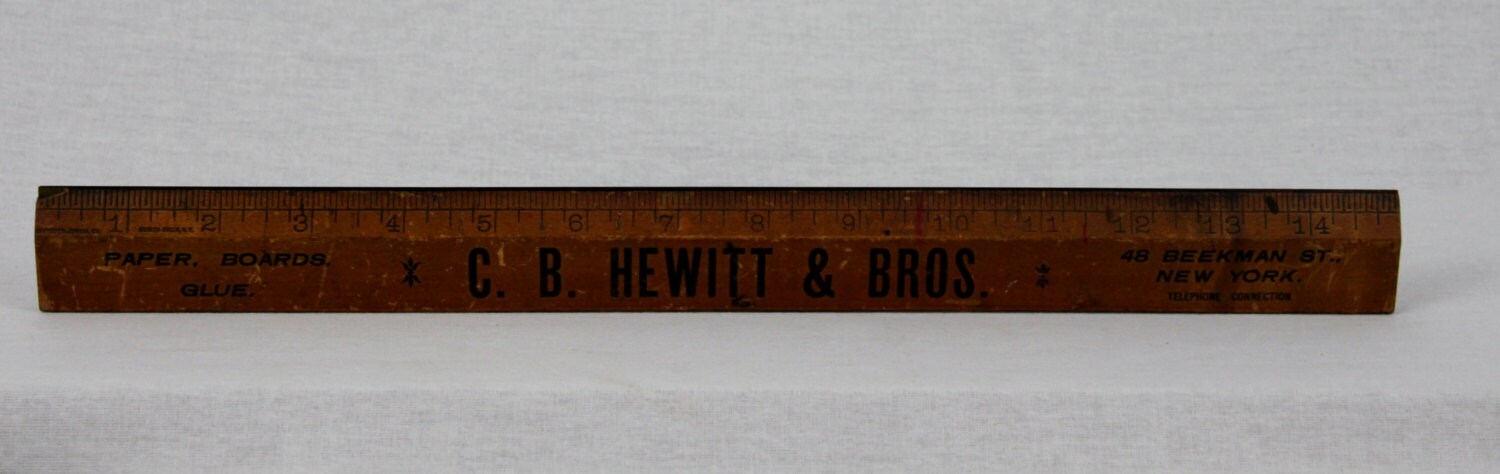 1 2 3 4 5 6 7 8 9 10 11 12 13 14
PAPER. BOARDS.
GLUE.
C. B. HEWITT & BROS.
48 BEEKMAN ST.,
NEW YORK.
TELEPHONE CONNECTION